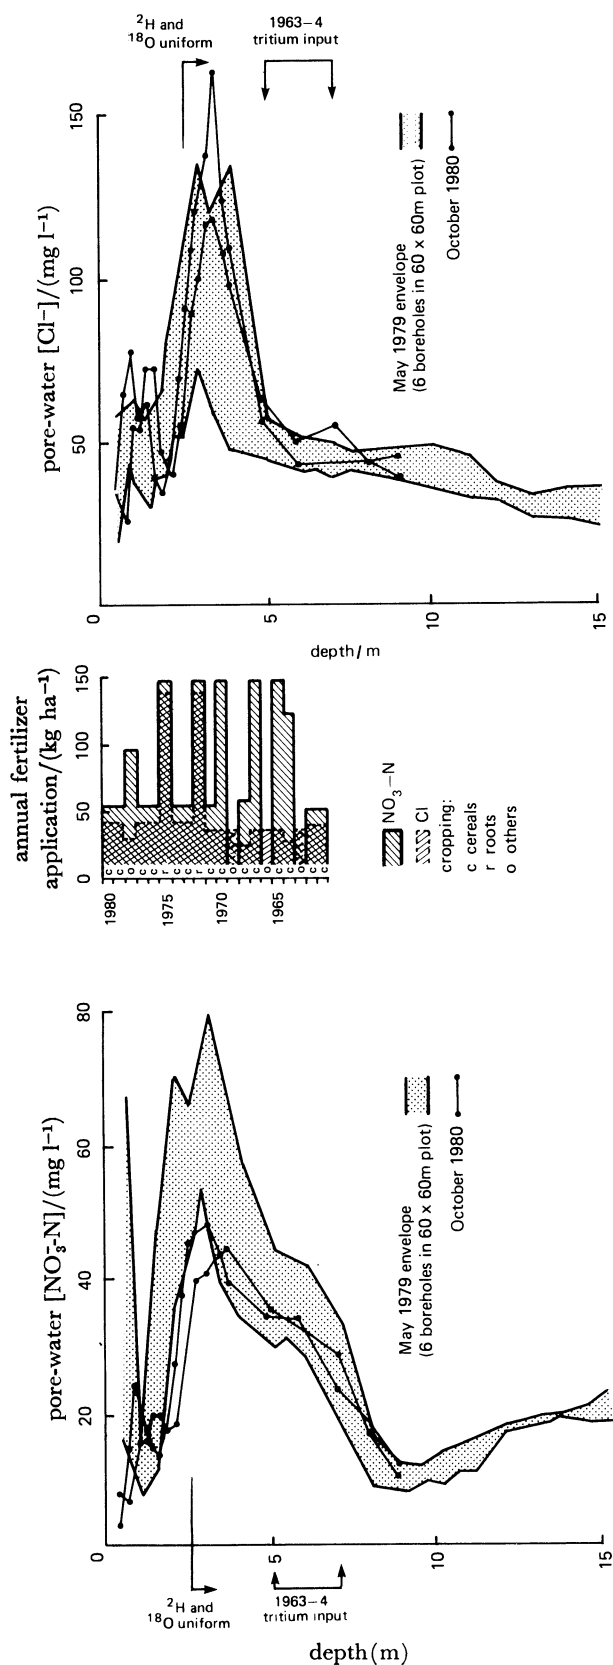 ²H and
¹⁸O uniform
1963–4
tritium input
pore-water [Cl⁻]/(mg l⁻¹)
150
100
50
0
5
10
15
depth/m
May 1979 envelope
(6 boreholes in 60 x 60m plot)
October 1980
annual fertilizer
application/(kg ha⁻¹)
150
100
50
0
c c o c c r c c r c c o c c o c c o c c
1980
1975
1970
1965
NO₃–N
Cl
cropping:
c cereals
r roots
o others
pore-water [NO₃⁻-N]/(mg l⁻¹)
80
60
40
20
0
5
10
15
May 1979 envelope
(6 boreholes in 60 x 60m plot)
October 1980
²H and
¹⁸O uniform
1963–4
tritium input
depth(m)